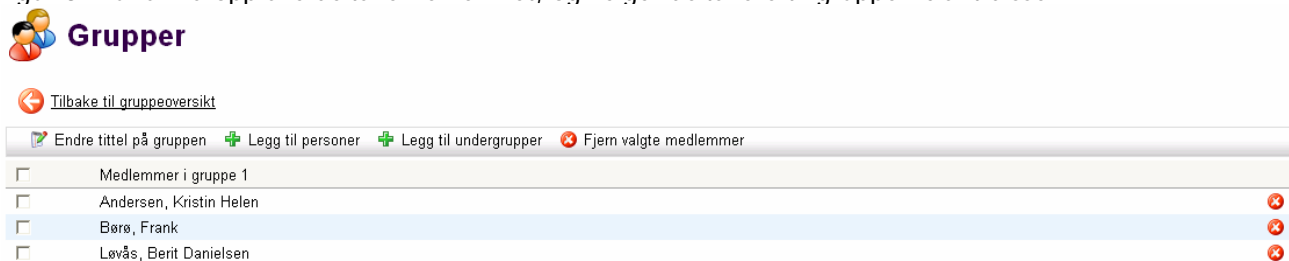 Grupper
Tilbake til gruppeoversikt
Endre tittel på gruppen Legg til personer Legg til undergrupper Fjern valgte medlemmer
Medlemmer i gruppe 1
Andersen, Kristin Helen
Børø, Frank
Løvås, Berit Danielsen